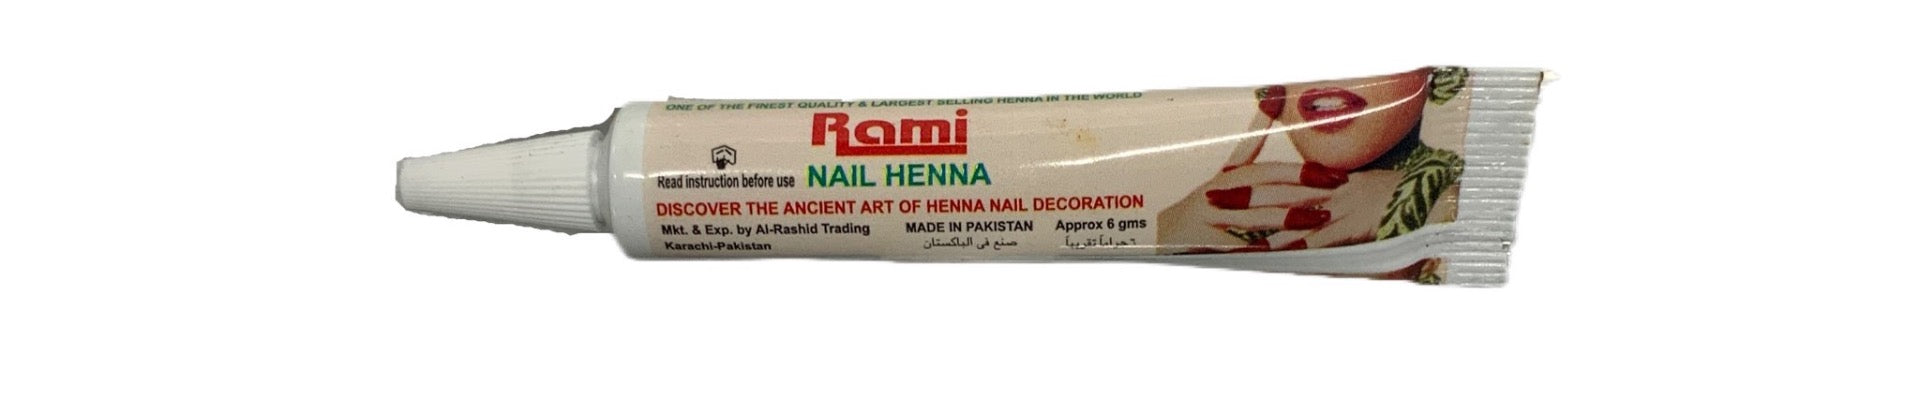 ONE OF THE FINEST QUALITY & LARGEST SELLING HENNA IN THE WORLD
Rami
Read instruction before use NAIL HENNA
DISCOVER THE ANCIENT ART OF HENNA NAIL DECORATION
Mkt. & Exp. by Al-Rashid Trading MADE IN PAKISTAN Approx 6 gms
Karachi-Pakistan صنع فى الباكستان ٦ جراماً تقريباً